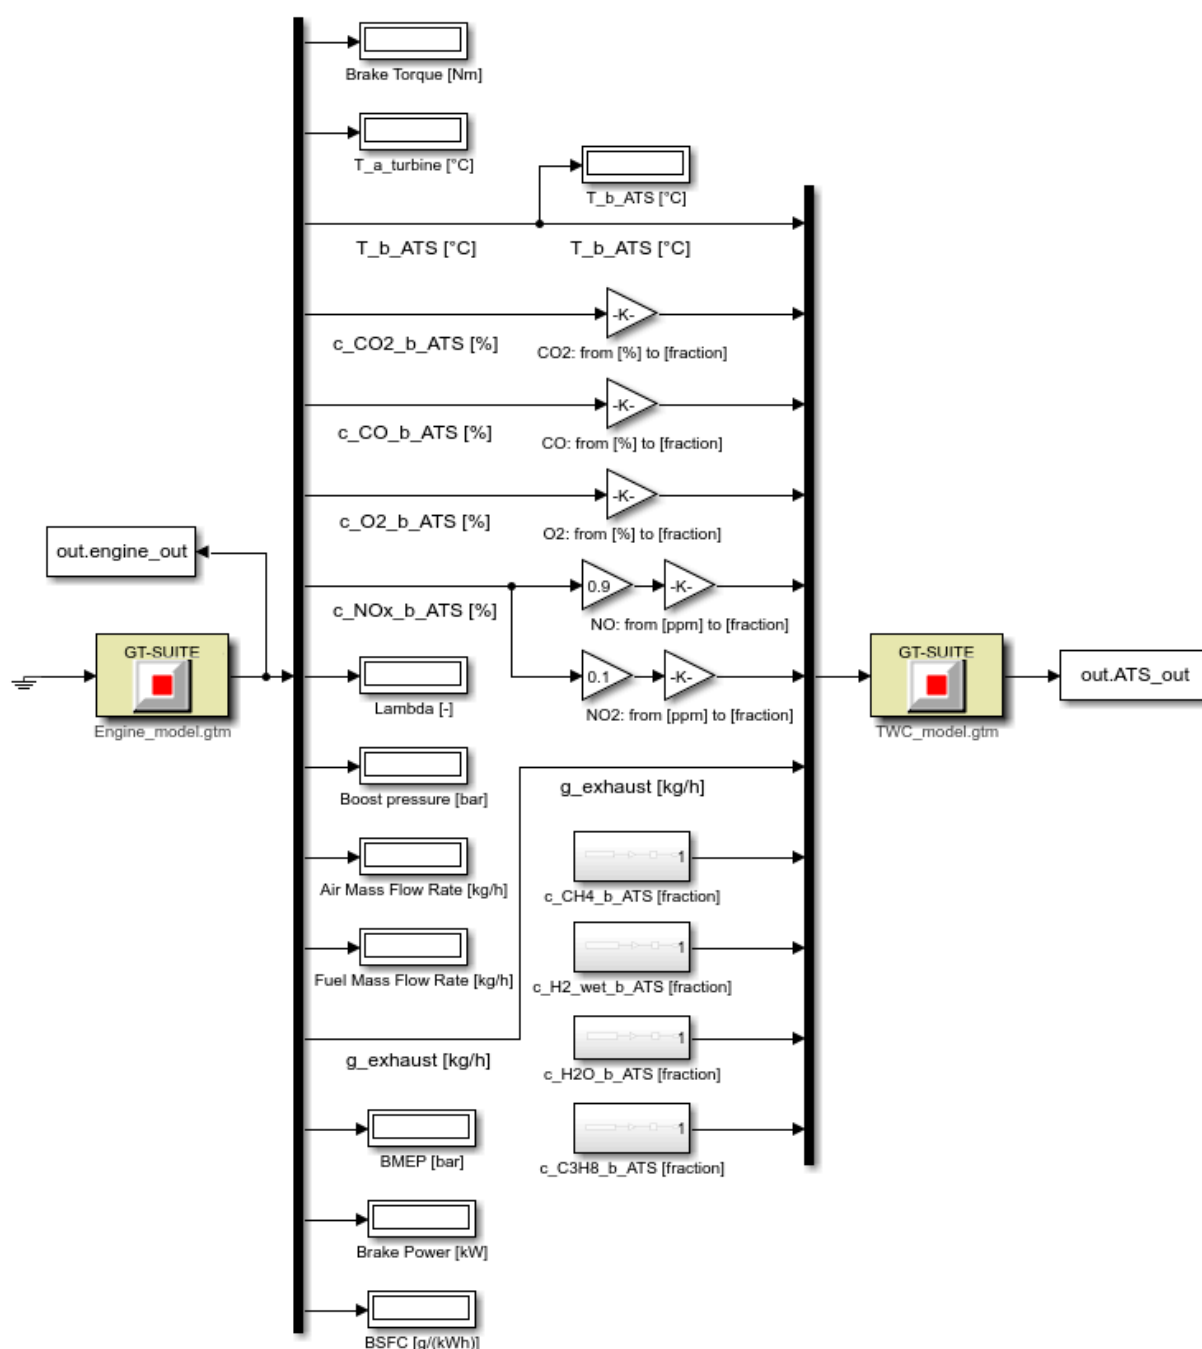 Brake Torque [Nm]
T_a_turbine [°C]
T_b_ATS [°C]
T_b_ATS [°C]
T_b_ATS [°C]
-K-
c_CO2_b_ATS [%]
CO2: from [%] to [fraction]
-K-
c_CO_b_ATS [%]
CO: from [%] to [fraction]
-K-
c_O2_b_ATS [%]
O2: from [%] to [fraction]
out.engine_out
0.9
-K-
c_NOx_b_ATS [%]
NO: from [ppm] to [fraction]
GT-SUITE
Engine_model.gtm
Lambda [-]
0.1
-K-
NO2: from [ppm] to [fraction]
GT-SUITE
TWC_model.gtm
out.ATS_out
Boost pressure [bar]
g_exhaust [kg/h]
Air Mass Flow Rate [kg/h]
1
c_CH4_b_ATS [fraction]
Fuel Mass Flow Rate [kg/h]
1
c_H2_wet_b_ATS [fraction]
g_exhaust [kg/h]
1
c_H2O_b_ATS [fraction]
BMEP [bar]
1
c_C3H8_b_ATS [fraction]
Brake Power [kW]
BSFC [g/(kWh)]